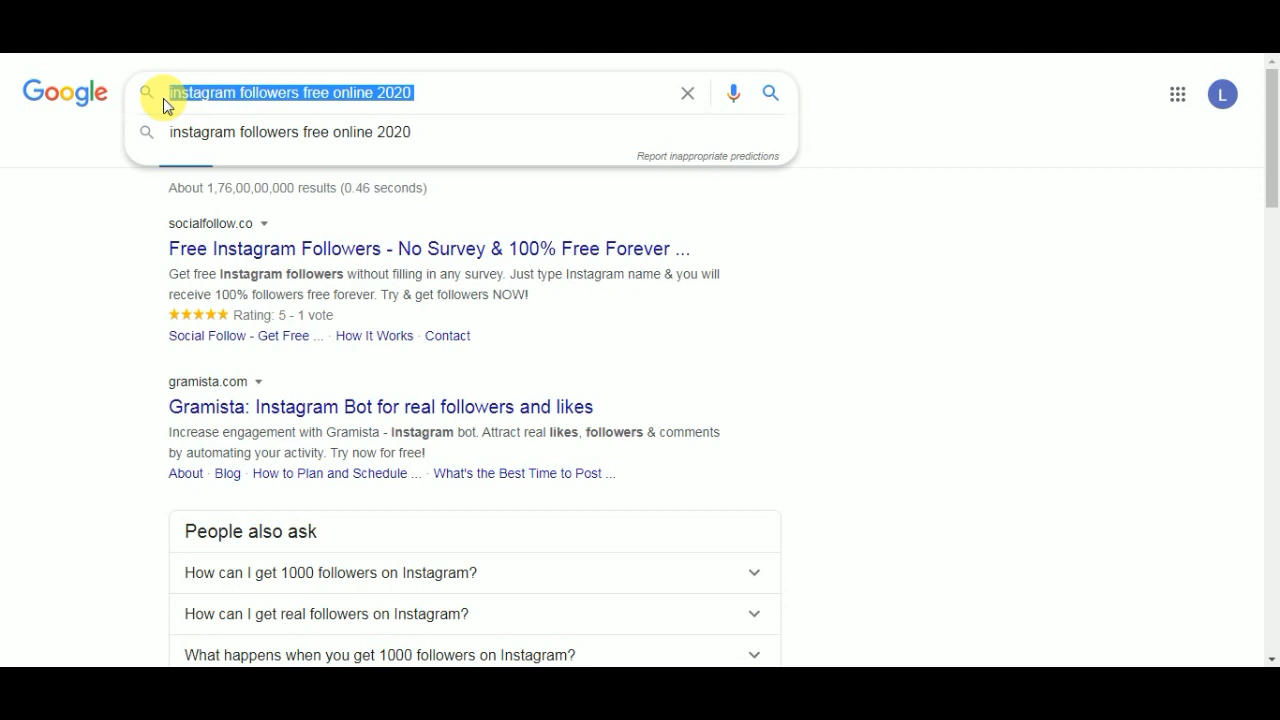 Google
instagram followers free online 2020
L
instagram followers free online 2020
Report inappropriate predictions
About 1,76,00,00,000 results (0.46 seconds)
socialfollow.co
Free Instagram Followers - No Survey & 100% Free Forever ...
Get free Instagram followers without filling in any survey. Just type Instagram name & you will
receive 100% followers free forever. Try & get followers NOW!
Rating: 5 - 1 vote
Social Follow - Get Free ... · How It Works · Contact
gramista.com
Gramista: Instagram Bot for real followers and likes
Increase engagement with Gramista - Instagram bot. Attract real likes, followers & comments
by automating your activity. Try now for free!
About · Blog · How to Plan and Schedule ... · What's the Best Time to Post ...
People also ask
How can I get 1000 followers on Instagram?
How can I get real followers on Instagram?
What happens when you get 1000 followers on Instagram?